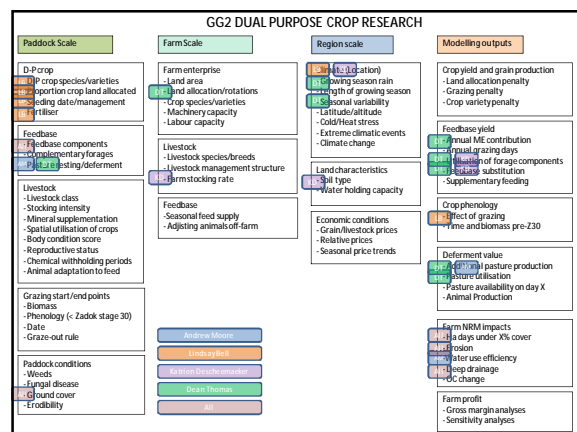 GG2 DUAL PURPOSE CROP RESEARCH
Paddock Scale
D-P crop
- D-P crop species/varieties
- Proportion crop land allocated
- Seeding date/management
- Fertiliser
Feedbase
- Feedbase components
- Complementary forages
- Pasture resting/deferment
Livestock
- Livestock class
- Stocking intensity
- Mineral supplementation
- Spatial utilisation of crops
- Body condition score
- Reproductive status
- Chemical withholding periods
- Animal adaptation to feed
Grazing start/end points
- Biomass
- Phenology (< Zadok stage 30)
- Date
- Graze-out rule
Paddock conditions
- Weeds
- Fungal disease
- Ground cover
- Erodibility
Farm Scale
Farm enterprise
- Land area
- Land allocation/rotations
- Crop species/varieties
- Machinery capacity
- Labour capacity
Livestock
- Livestock species/breeds
- Livestock management structure
- Farm stocking rate
Feedbase
- Seasonal feed supply
- Adjisting animals off-farm
Andrew Moore
Lindsay Bell
Katrien Descheemaeker
Dean Thomas
All
Region scale
Climate (Location)
- Growing season rain
- Length of growing season
- Seasonal variability
- Latitude/altitude
- Cold/Heat stress
- Extreme climatic events
- Climate change
Land characteristics
- Soil type
- Water holding capacity
Economic conditions
- Grain/livestock prices
- Relative prices
- Seasonal price trends
Modelling outputs
Crop yield and grain production
- Land allocation penalty
- Grazing penalty
- Crop variety penalty
Feedbase yield
- Annual ME contribution
- Annual grazing days
- Utilisation of forage components
- Feedbase substitution
- Supplementary feeding
Crop phenology
- Effect of grazing
- Time and biomass pre-Z30
Deferment value
- Additional pasture production
- Pasture utilisation
- Pasture availability on day X
- Animal Production
Farm NRM impacts
- Ha days under X% cover
- Erosion
- Water use efficiency
- Deep drainage
- OC change
Farm profit
- Gross margin analyses
- Sensitivity analyses